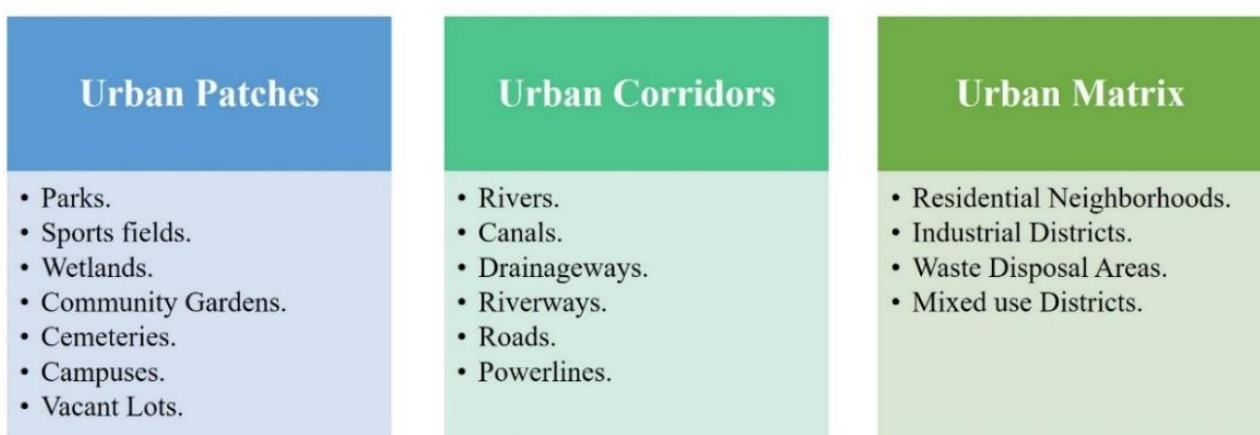 Urban Patches
• Parks.
• Sports fields.
• Wetlands.
• Community Gardens.
• Cemeteries.
• Campuses.
• Vacant Lots.
Urban Corridors
• Rivers.
• Canals.
• Drainageways.
• Riverways.
• Roads.
• Powerlines.
Urban Matrix
• Residential Neighborhoods.
• Industrial Districts.
• Waste Disposal Areas.
• Mixed use Districts.